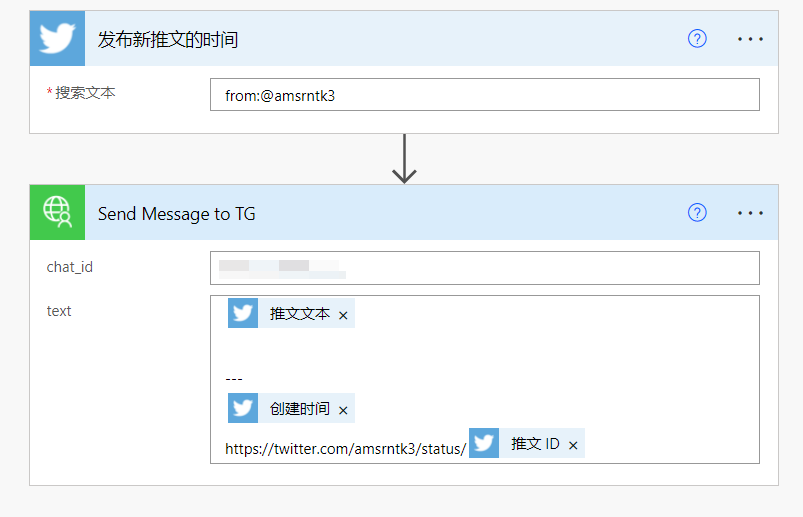 发布新推文的时间
*搜索文本
from:@amsrntk3
Send Message to TG
chat_id
text
推文文本 ×
---
创建时间 ×
https://twitter.com/amsrntk3/status/ 推文 ID ×